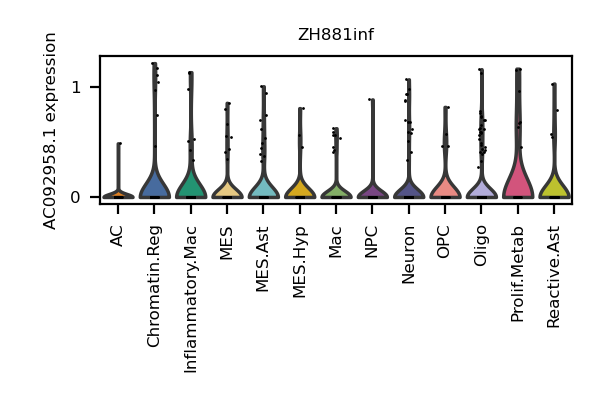 ZH881inf
AC092958.1 expression
1
0
AC
Chromatin.Reg
Inflammatory.Mac
MES
MES.Ast
MES.Hyp
Mac
NPC
Neuron
OPC
Oligo
Prolif.Metab
Reactive.Ast